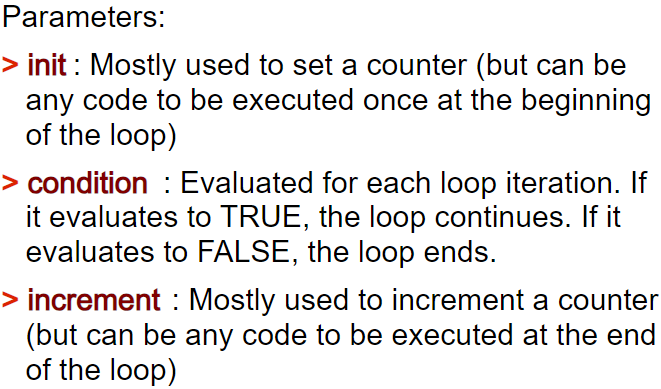 Parameters:
> init : Mostly used to set a counter (but can be
any code to be executed once at the beginning
of the loop)
> condition : Evaluated for each loop iteration. If
it evaluates to TRUE, the loop continues. If it
evaluates to FALSE, the loop ends.
> increment : Mostly used to increment a counter
(but can be any code to be executed at the end
of the loop)